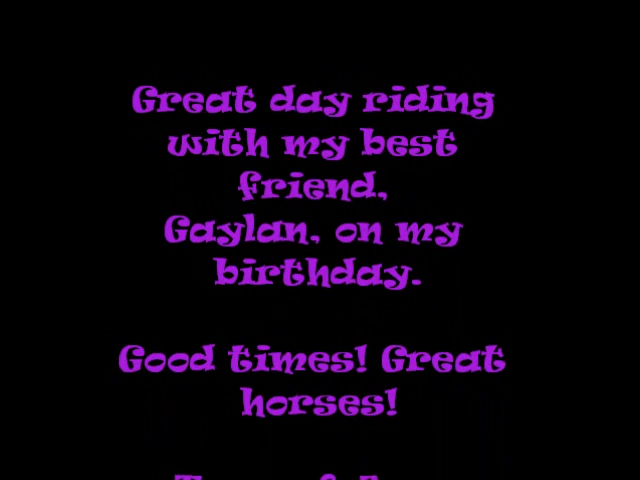 Great day riding
with my best
friend,
Gaylan, on my
birthday.
Good times! Great
horses!